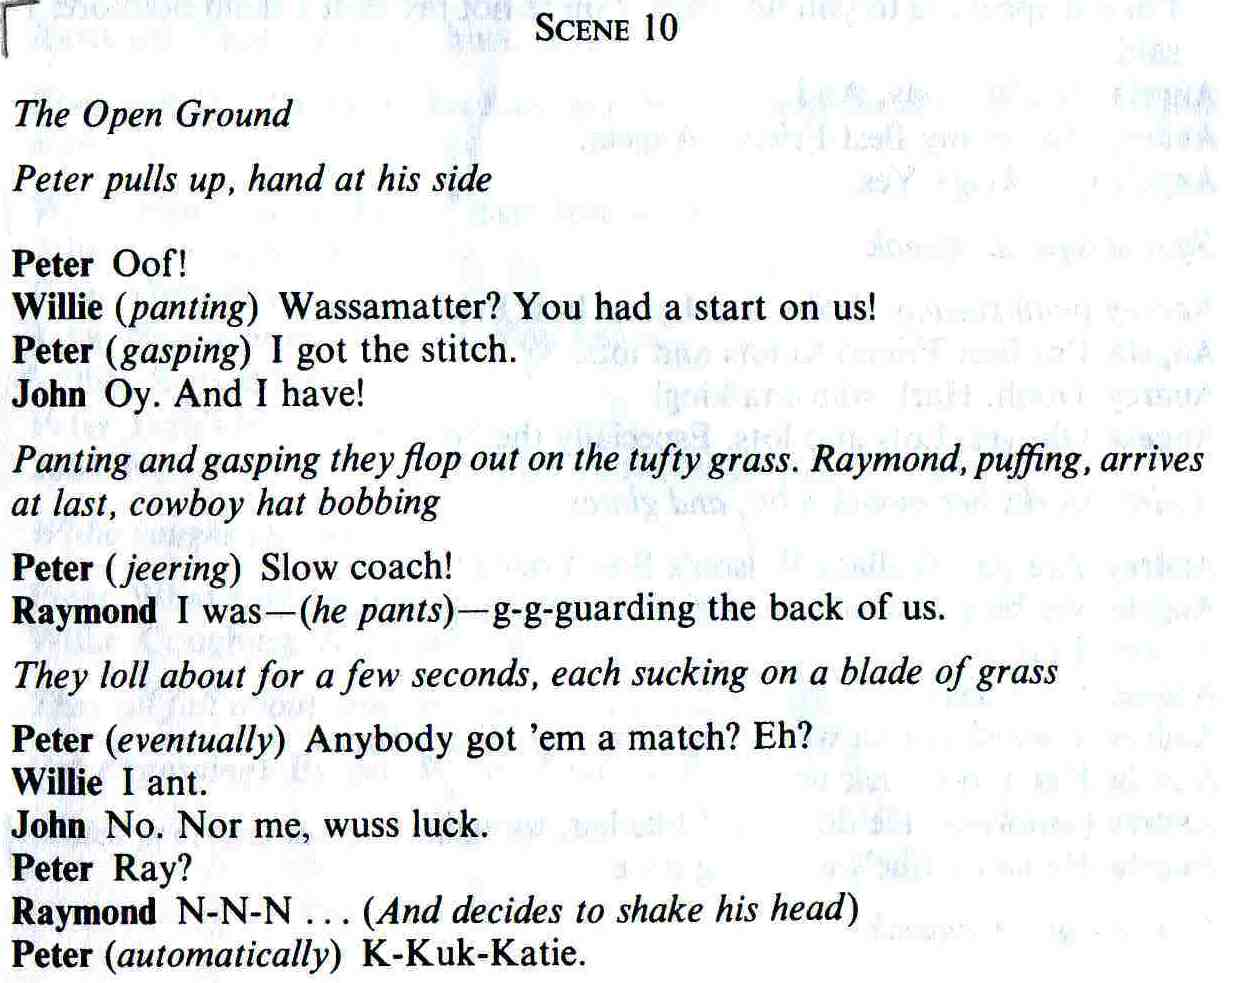 SCENE 10
The Open Ground
Peter pulls up, hand at his side
Peter Oof!
Willie (panting) Wassamatter? You had a start on us!
Peter (gasping) I got the stitch.
John Oy. And I have!
Panting and gasping they flop out on the tufty grass. Raymond, puffing, arrives
at last, cowboy hat bobbing
Peter (jeering) Slow coach!
Raymond I was—(he pants)—g-g-guarding the back of us.
They loll about for a few seconds, each sucking on a blade of grass
Peter (eventually) Anybody got 'em a match? Eh?
Willie I ant.
John No. Nor me, wuss luck.
Peter Ray?
Raymond N-N-N . . . (And decides to shake his head)
Peter (automatically) K-Kuk-Katie.